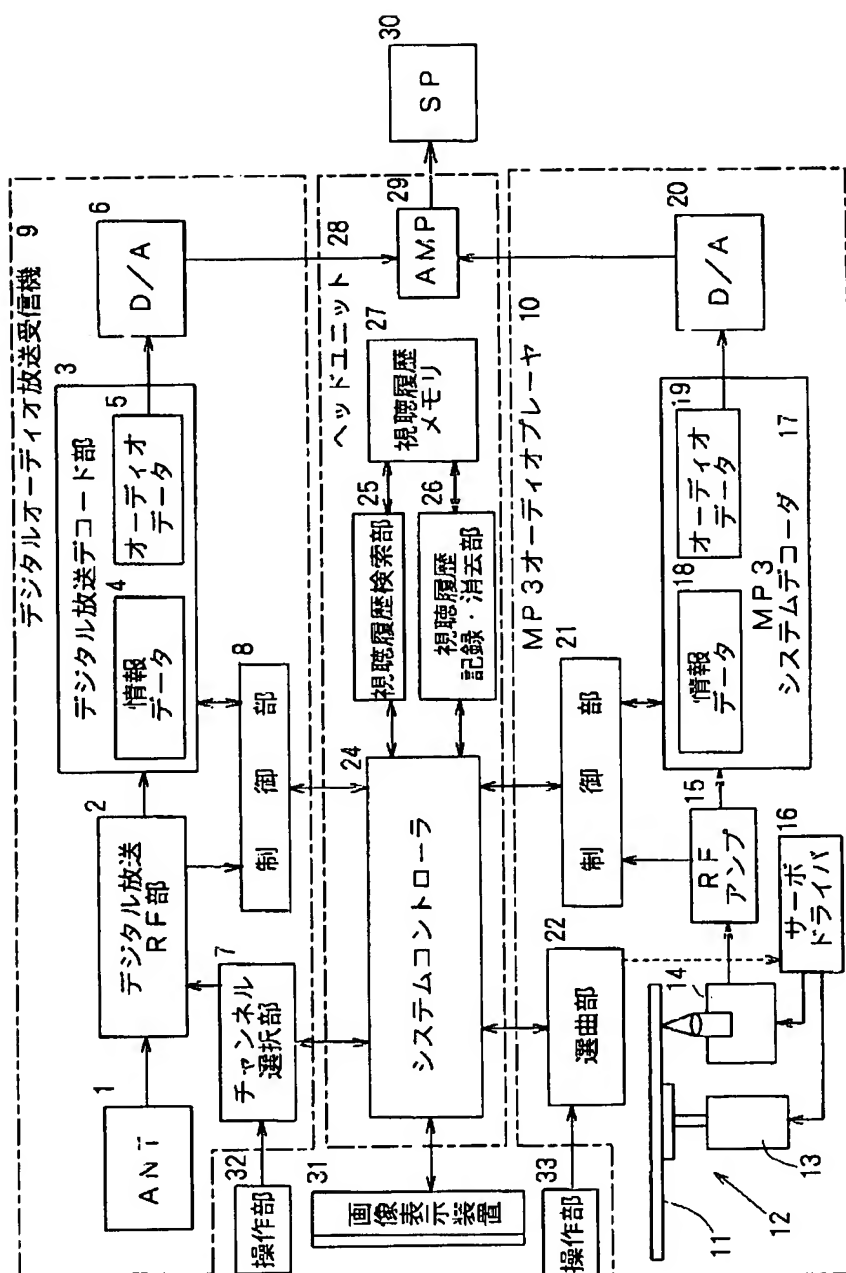 デジタルオーディオ放送受信機 9
1
ANT
2
デジタル放送
RF部
3
デジタル放送デコード部
4
情報
データ
5
オーディオ
データ
6
D/A
7
チャンネル
選択部
8
制御部
32
操作部
ヘッドユニット 28
24
システムコントローラ
25
視聴履歴検索部
26
視聴履歴
記録・消去部
27
視聴履歴
メモリ
29
AMP
30
SP
31
画像表示装置
MP3オーディオプレーヤ 10
33
操作部
22
選曲部
21
制御部
11
12
13
14
15
RF
アンプ
16
サーボ
ドライバ
18
情報
データ
19
オーディオ
データ
MP3
システムデコーダ 17
20
D/A